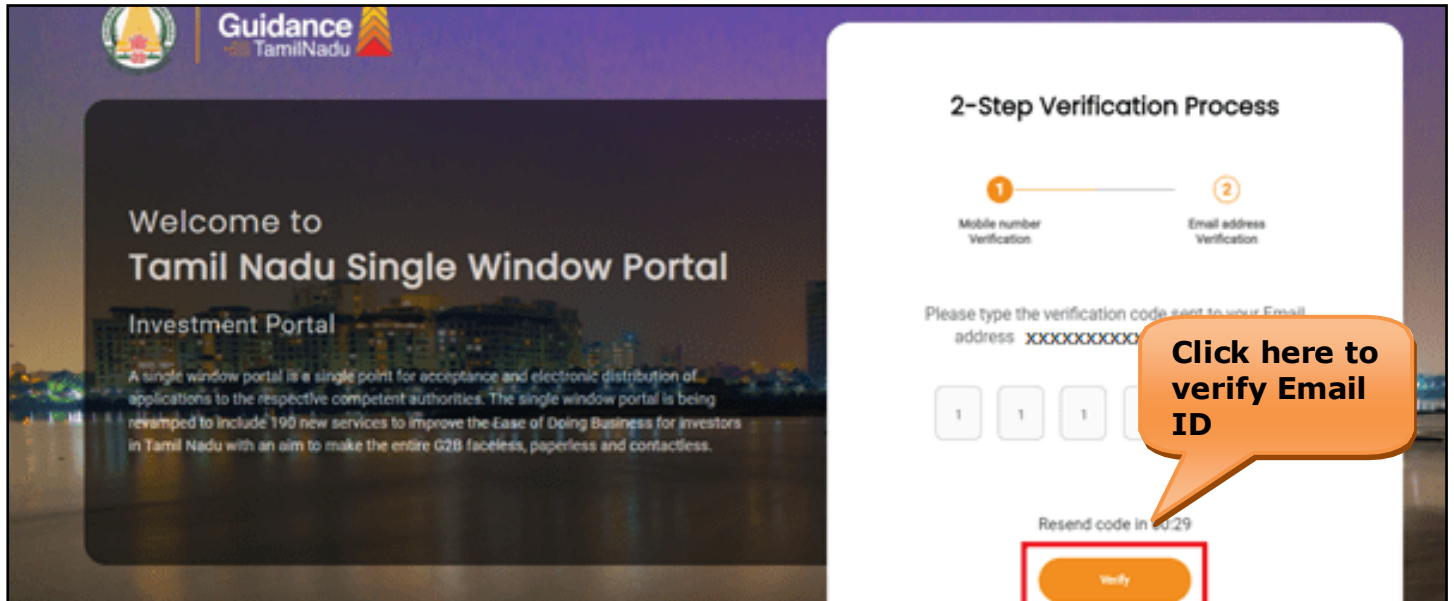 Guidance
TamilNadu
Welcome to
Tamil Nadu Single Window Portal
Investment Portal
A single window portal is a single point for acceptance and electronic distribution of
applications to the respective competent authorities. The single window portal is being
revamped to include 190 new services to improve the Ease of Doing Business for investors
in Tamil Nadu with an aim to make the entire G2B faceless, paperless and contactless.
2-Step Verification Process
1
2
Mobile number
Verification
Email address
Verification
Please type the verification code sent to your Email
address XXXXXXXXXX
1 1 1
Click here to
verify Email
ID
Resend code in :29
Verify